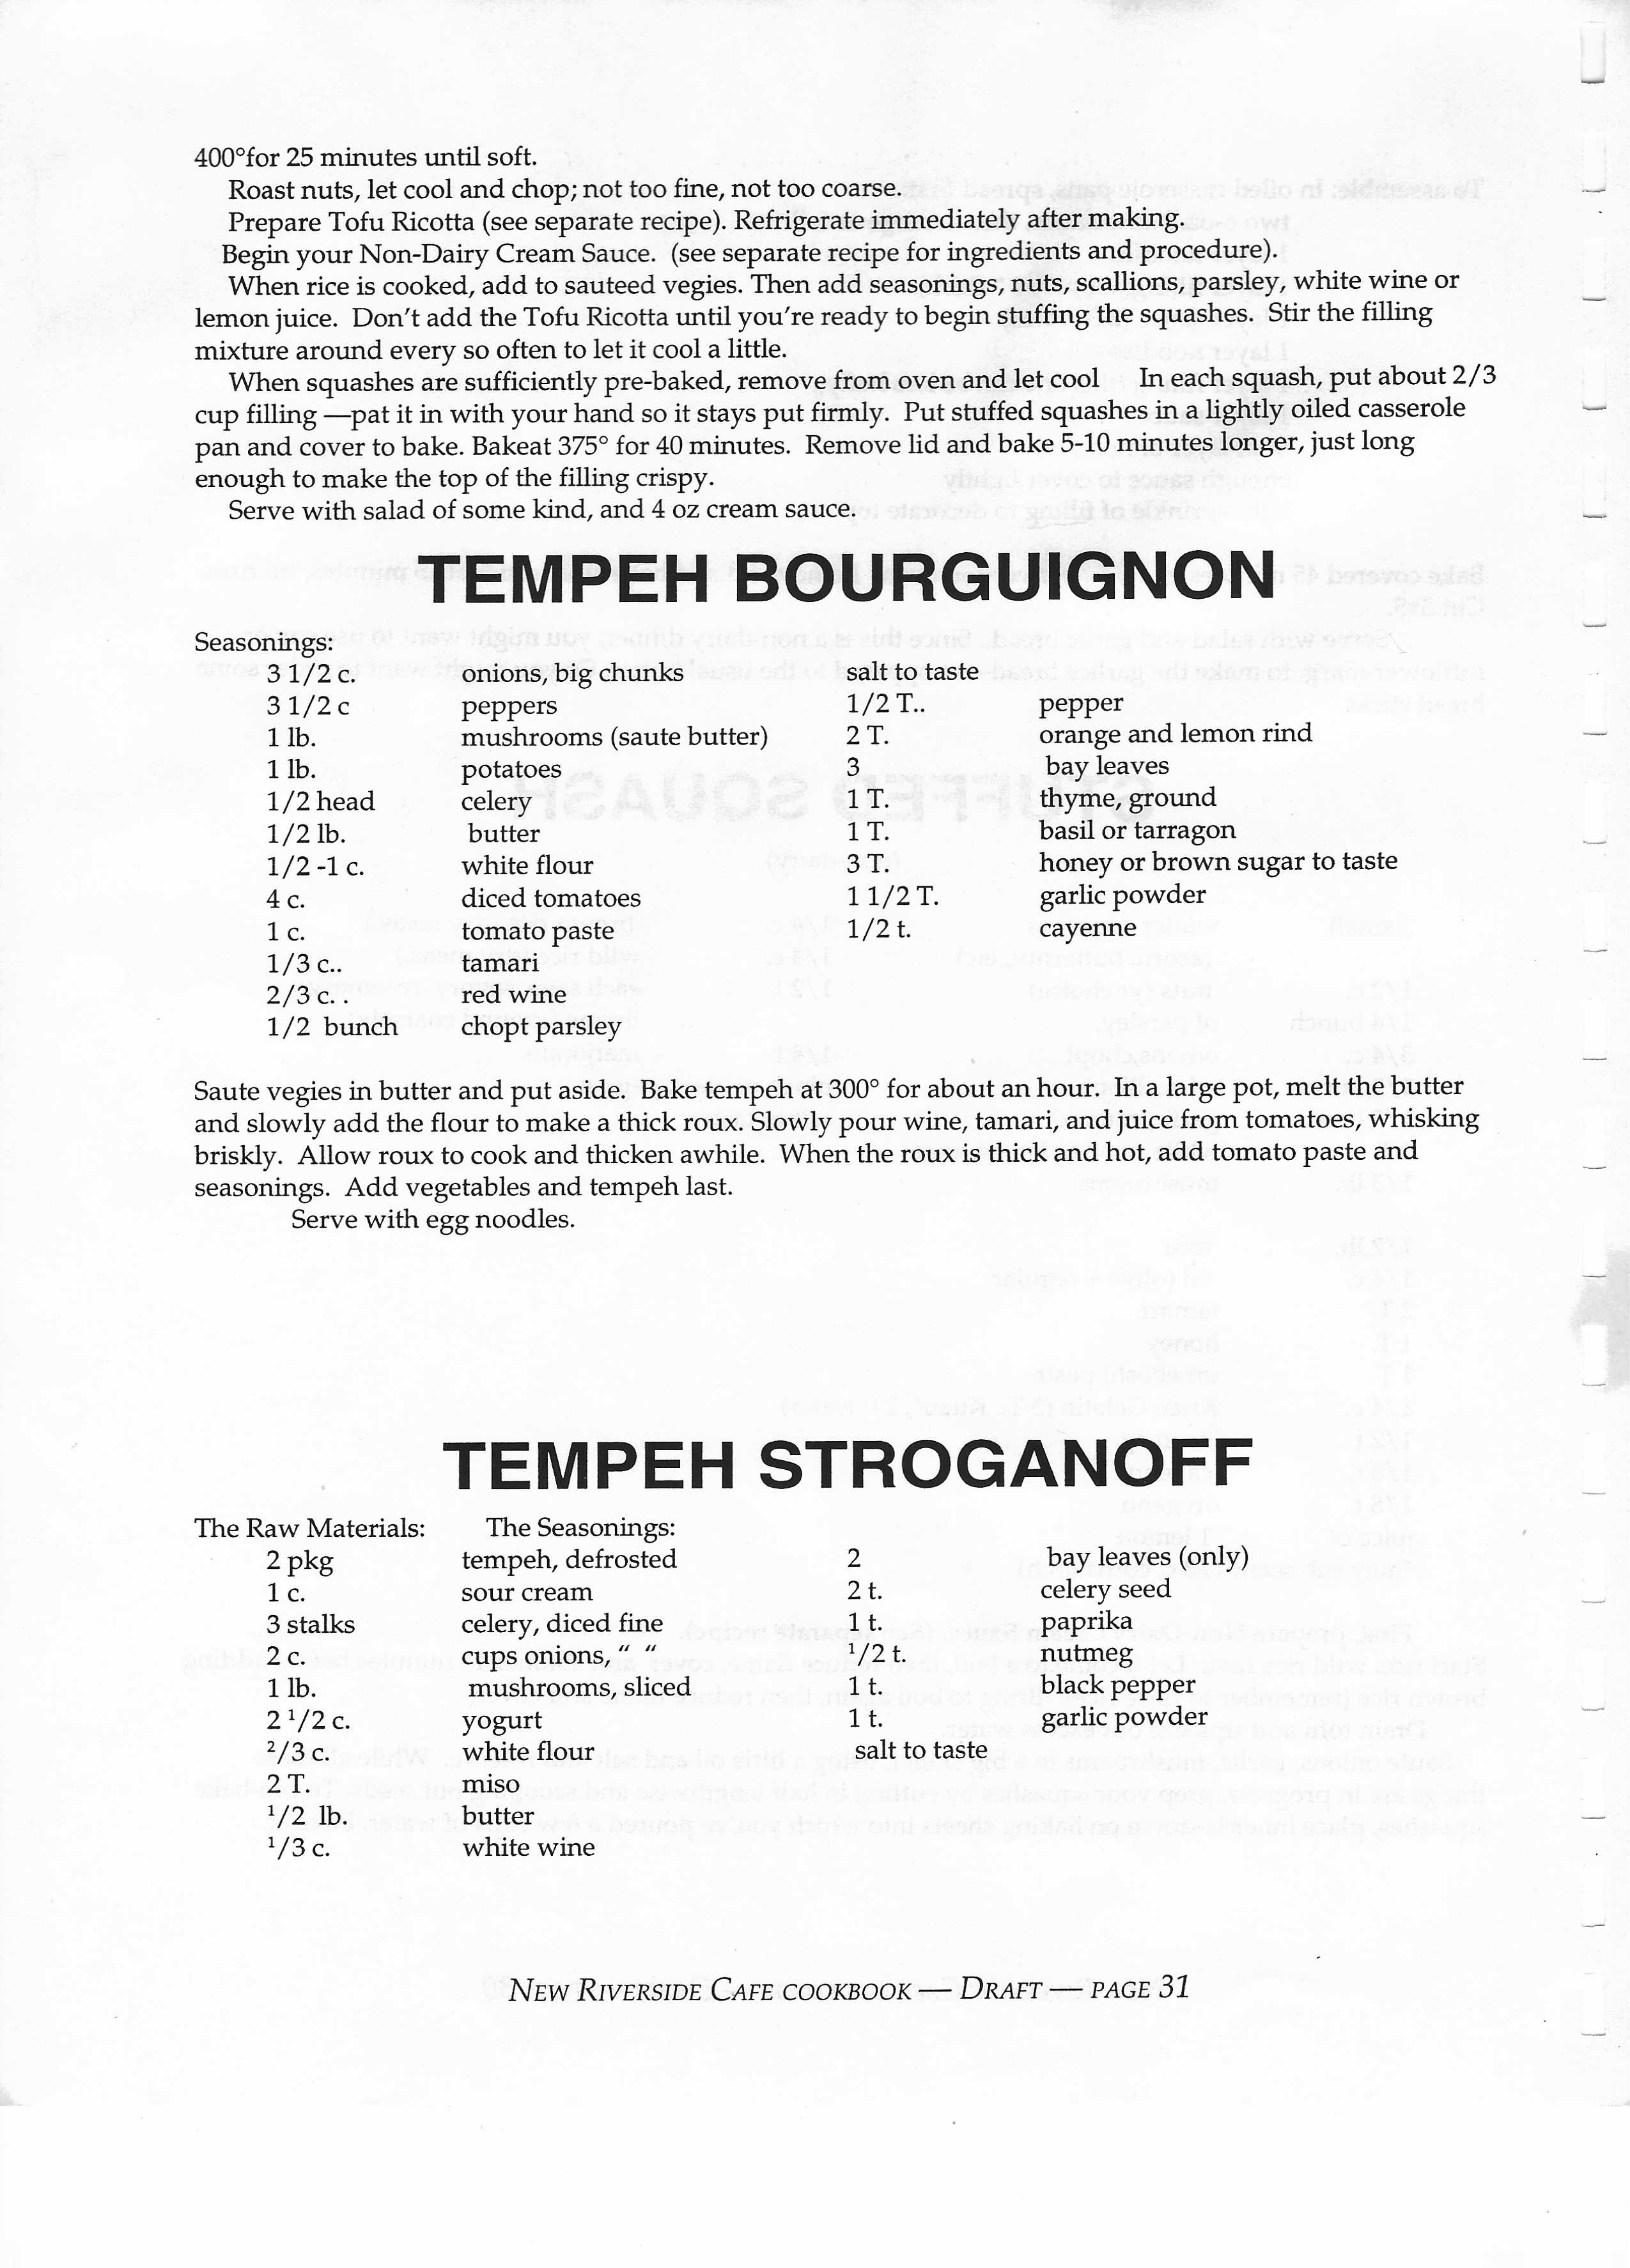 400°for 25 minutes until soft.
Roast nuts, let cool and chop; not too fine, not too coarse.
Prepare Tofu Ricotta (see separate recipe). Refrigerate immediately after making.
Begin your Non-Dairy Cream Sauce. (see separate recipe for ingredients and procedure).
When rice is cooked, add to sauteed vegies. Then add seasonings, nuts, scallions, parsley, white wine or
lemon juice. Don't add the Tofu Ricotta until you're ready to begin stuffing the squashes. Stir the filling
mixture around every so often to let it cool a little.
When squashes are sufficiently pre-baked, remove from oven and let cool In each squash, put about 2/3
cup filling —pat it in with your hand so it stays put firmly. Put stuffed squashes in a lightly oiled casserole
pan and cover to bake. Bakeat 375° for 40 minutes. Remove lid and bake 5-10 minutes longer, just long
enough to make the top of the filling crispy.
Serve with salad of some kind, and 4 oz cream sauce.
TEMPEH BOURGUIGNON
Seasonings:
3 1/2 c. onions, big chunks salt to taste
3 1/2 c peppers 1/2 T.. pepper
1 lb. mushrooms (saute butter) 2 T. orange and lemon rind
1 lb. potatoes 3 bay leaves
1/2 head celery 1 T. thyme, ground
1/2 lb. butter 1 T. basil or tarragon
1/2 -1 c. white flour 3 T. honey or brown sugar to taste
4 c. diced tomatoes 1 1/2 T. garlic powder
1 c. tomato paste 1/2 t. cayenne
1/3 c.. tamari
2/3 c. . red wine
1/2 bunch chopt parsley
Saute vegies in butter and put aside. Bake tempeh at 300° for about an hour. In a large pot, melt the butter
and slowly add the flour to make a thick roux. Slowly pour wine, tamari, and juice from tomatoes, whisking
briskly. Allow roux to cook and thicken awhile. When the roux is thick and hot, add tomato paste and
seasonings. Add vegetables and tempeh last.
Serve with egg noodles.
TEMPEH STROGANOFF
The Raw Materials: The Seasonings:
2 pkg tempeh, defrosted 2 bay leaves (only)
1 c. sour cream 2 t. celery seed
3 stalks celery, diced fine 1 t. paprika
2 c. cups onions, " " 1/2 t. nutmeg
1 lb. mushrooms, sliced 1 t. black pepper
2 1/2 c. yogurt 1 t. garlic powder
2/3 c. white flour salt to taste
2 T. miso
1/2 lb. butter
1/3 c. white wine
NEW RIVERSIDE CAFE COOKBOOK — DRAFT — PAGE 31